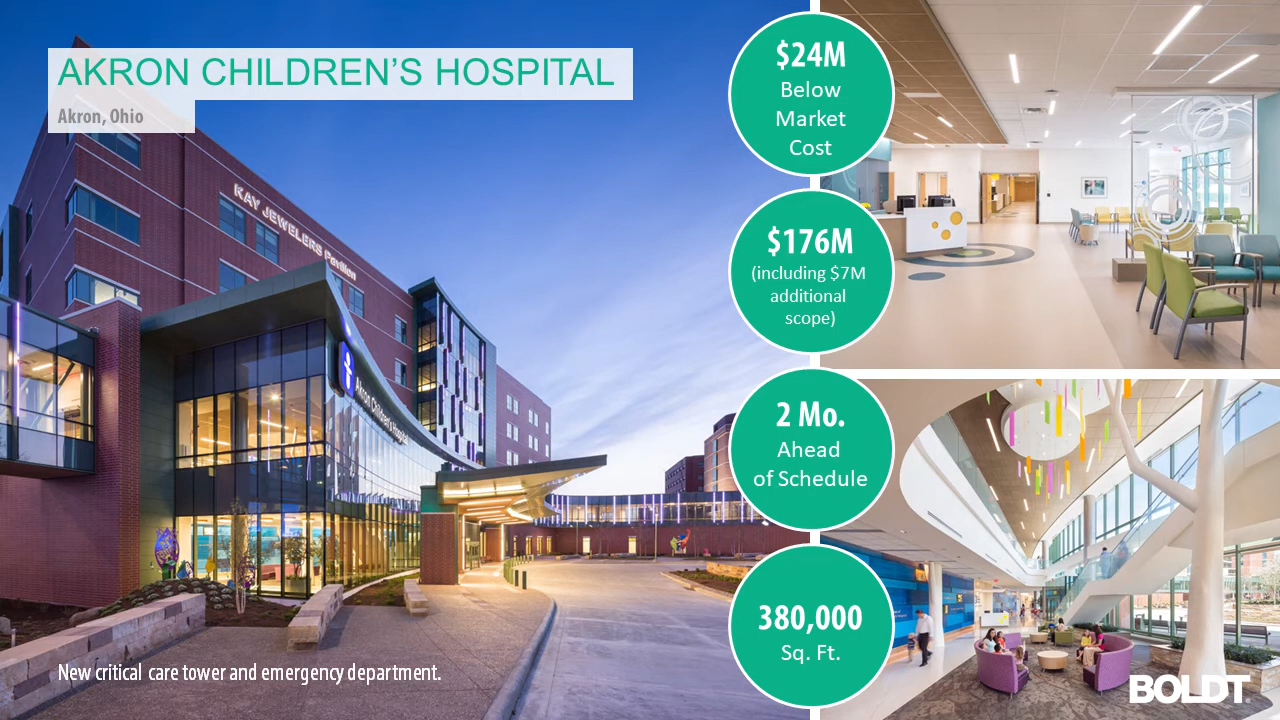 AKRON CHILDREN'S HOSPITAL
Akron, Ohio
KAY JEWELERS Pavilion
Akron Children's Hospital
$24M
Below
Market
Cost
$176M
(including $7M
additional
scope)
2 Mo.
Ahead
of Schedule
380,000
Sq. Ft.
New critical care tower and emergency department.
BOLDT